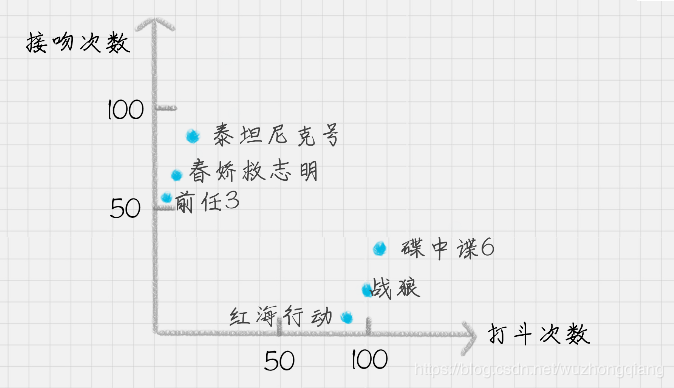 接吻次数
100
泰坦尼克号
春娇救志明
前任3
50
碟中谍6
战狼
红海行动
打斗次数
50
100
https://blog.csdn.net/wuzhongqiang